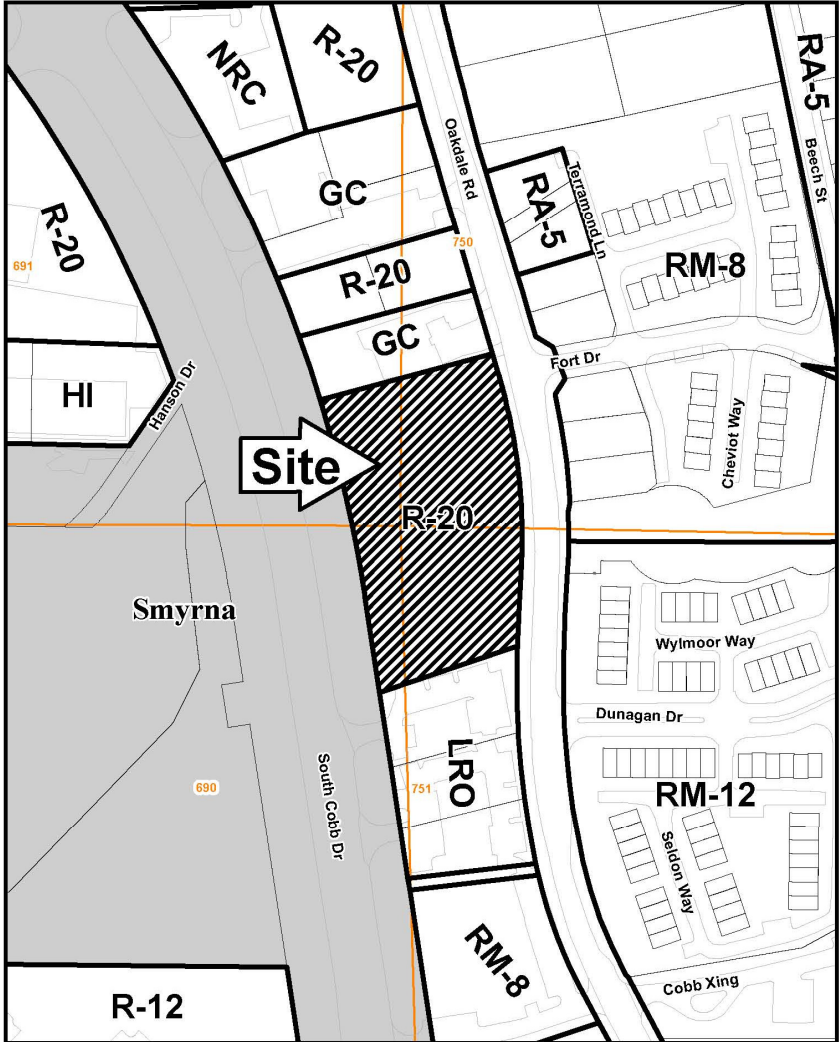 NRC
R-20
Oakdale Rd
RA-5
Beech St
GC
RA-5
Terramond Ln
R-20
691
750
RM-8
R-20
GC
Fort Dr
HI
Hanson Dr
Cheviot Way
Site
R-20
Smyrna
Wylmoor Way
Dunagan Dr
LRO
South Cobb Dr
690
751
RM-12
Seldon Way
RM-8
Cobb Xing
R-12